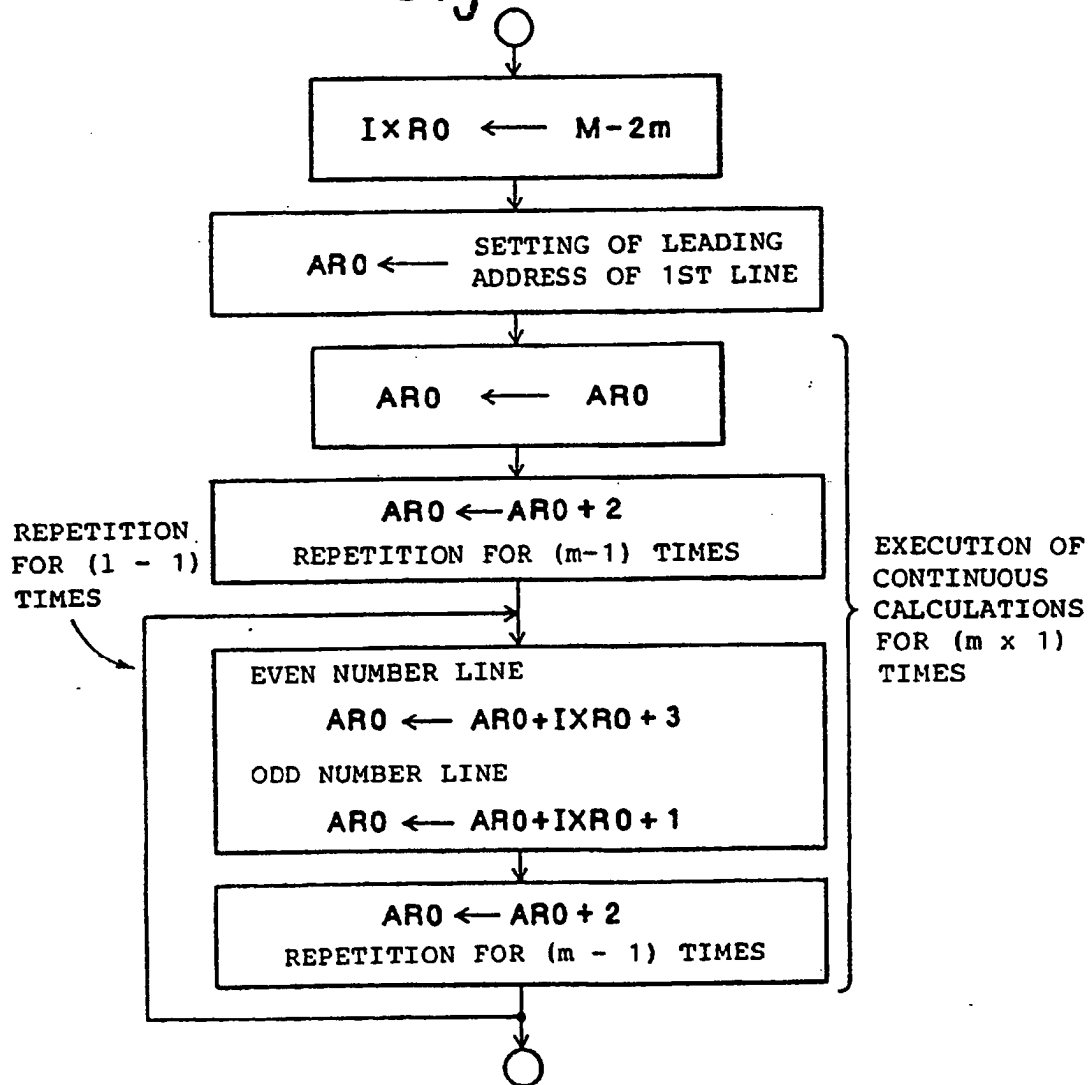 IXR0 ← M-2m
AR0 ← SETTING OF LEADING
ADDRESS OF 1ST LINE
AR0 ← AR0
AR0 ← AR0 + 2
REPETITION FOR (m-1) TIMES
REPETITION
FOR (l - 1)
TIMES
EVEN NUMBER LINE
AR0 ← AR0+IXR0+3
ODD NUMBER LINE
AR0 ← AR0+IXR0+1
AR0 ← AR0 + 2
REPETITION FOR (m - 1) TIMES
EXECUTION OF
CONTINUOUS
CALCULATIONS
FOR (m x l)
TIMES